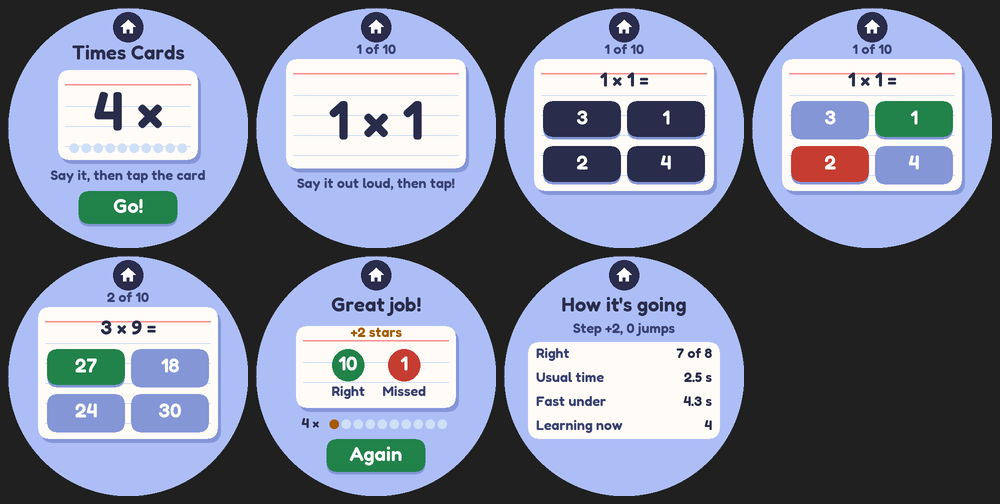 Times Cards
4 ×
Say it, then tap the card
Go!
1 of 10
1 × 1
Say it out loud, then tap!
1 of 10
1 × 1 =
3 1
2 4
1 of 10
1 × 1 =
3 1
2 4
2 of 10
3 × 9 =
27 18
24 30
Great job!
+2 stars
10 1
Right Missed
4 ×
Again
How it's going
Step +2, 0 jumps
Right 7 of 8
Usual time 2.5 s
Fast under 4.3 s
Learning now 4